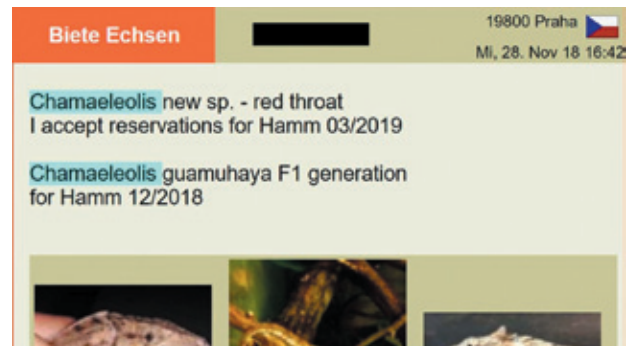 Biete Echsen
19800 Praha
Mi, 28. Nov 18 16:42
Chamaeleolis new sp. - red throat
I accept reservations for Hamm 03/2019
Chamaeleolis guamuhaya F1 generation
for Hamm 12/2018